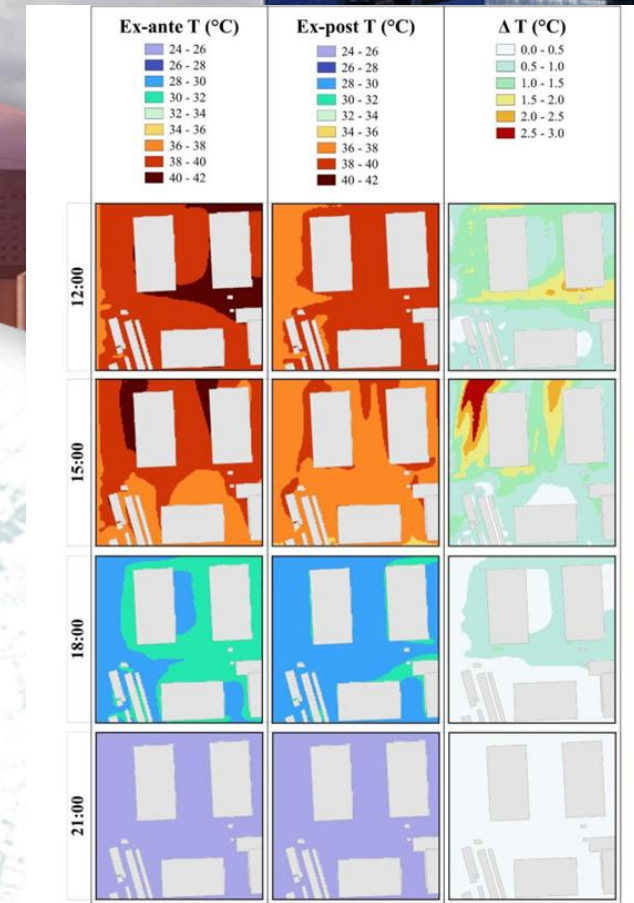 Ex-ante T (°C)
24 - 26
26 - 28
28 - 30
30 - 32
32 - 34
34 - 36
36 - 38
38 - 40
40 - 42
Ex-post T (°C)
24 - 26
26 - 28
28 - 30
30 - 32
32 - 34
34 - 36
36 - 38
38 - 40
40 - 42
Δ T (°C)
0.0 - 0.5
0.5 - 1.0
1.0 - 1.5
1.5 - 2.0
2.0 - 2.5
2.5 - 3.0
12:00
15:00
18:00
21:00